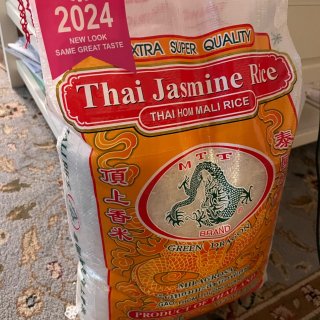 2024
NEW LOOK
SAME GREAT TASTE
EXTRA SUPER QUALITY
Thai Jasmine Rice
THAI HOM MALI RICE
頂上香米
泰
M T T
BRAND
GREEN DRAGON
PRODUCT OF THAILAND